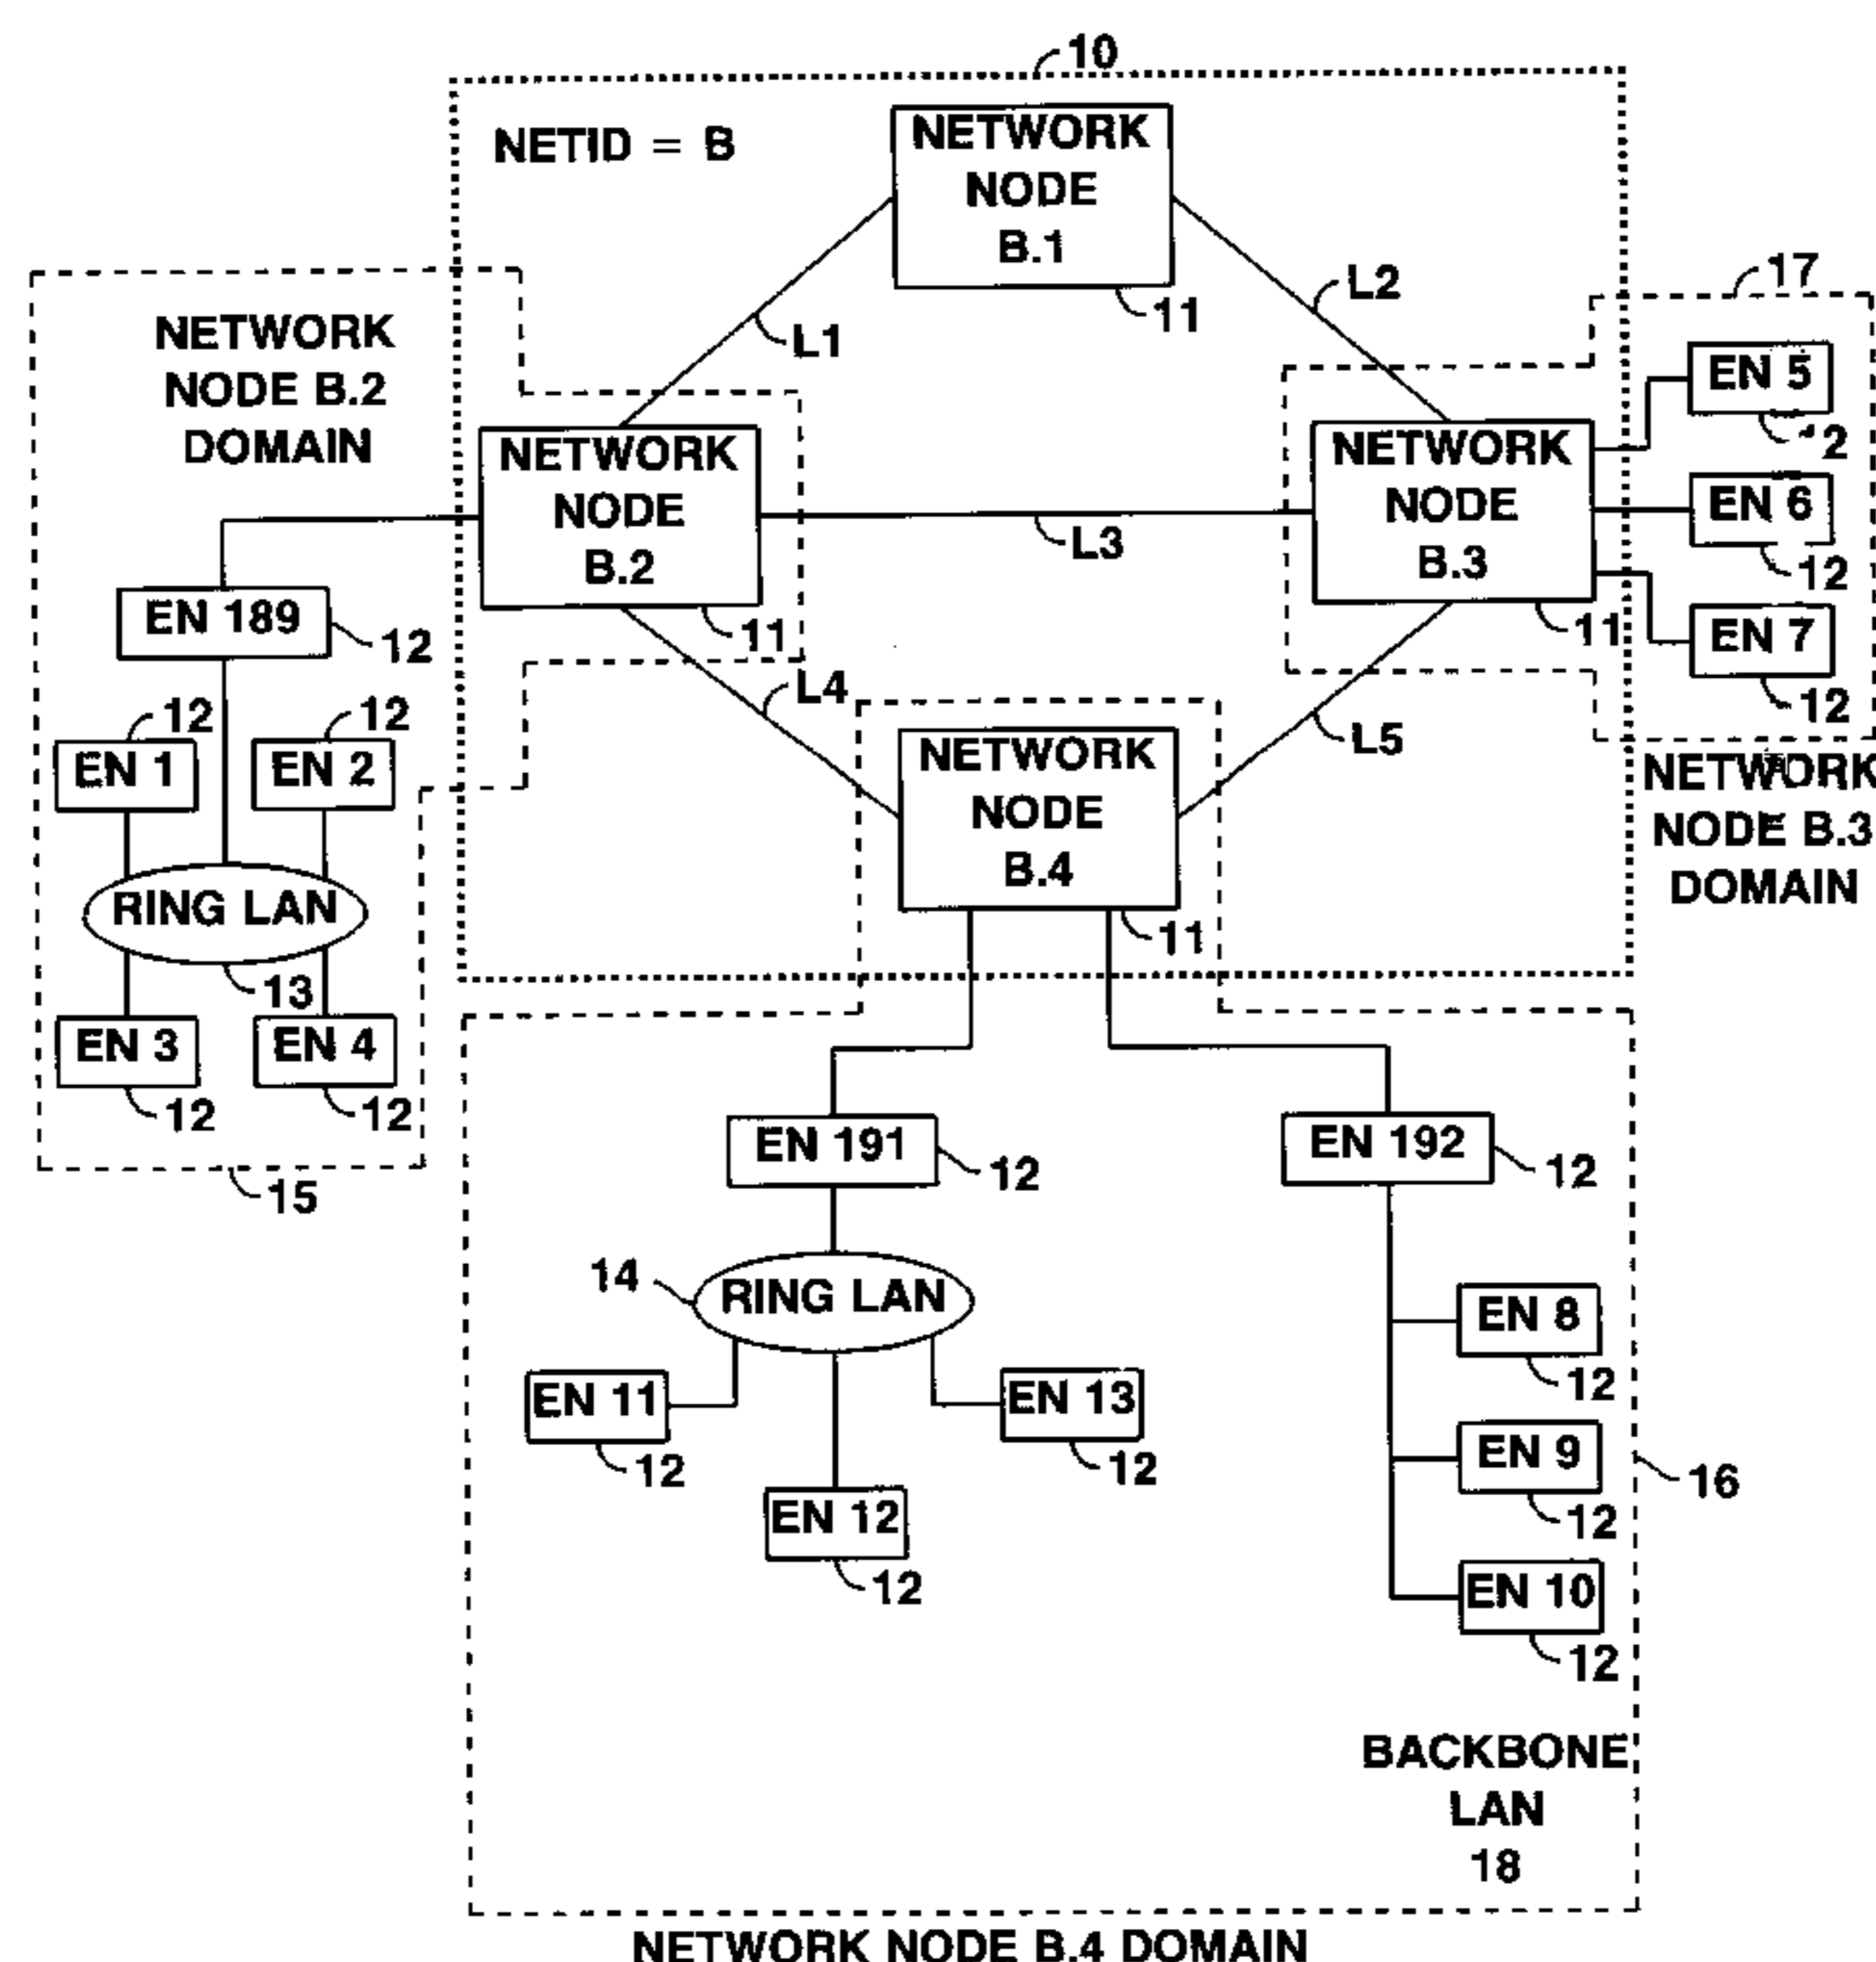 10
NETID = B
NETWORK
NODE
B.1
11
L1
L2
17
NETWORK
NODE B.2
DOMAIN
NETWORK
NODE
B.2
11
L3
NETWORK
NODE
B.3
11
EN 5
12
EN 6
12
EN 7
12
NETWORK
NODE B.3
DOMAIN
EN 189
12
12
12
EN 1
EN 2
RING LAN
13
EN 3
EN 4
12
12
15
L4
L5
NETWORK
NODE
B.4
11
EN 191
12
EN 192
12
14
RING LAN
EN 11
12
EN 13
12
EN 12
12
EN 8
12
EN 9
12
EN 10
12
16
BACKBONE
LAN
18
NETWORK NODE B.4 DOMAIN